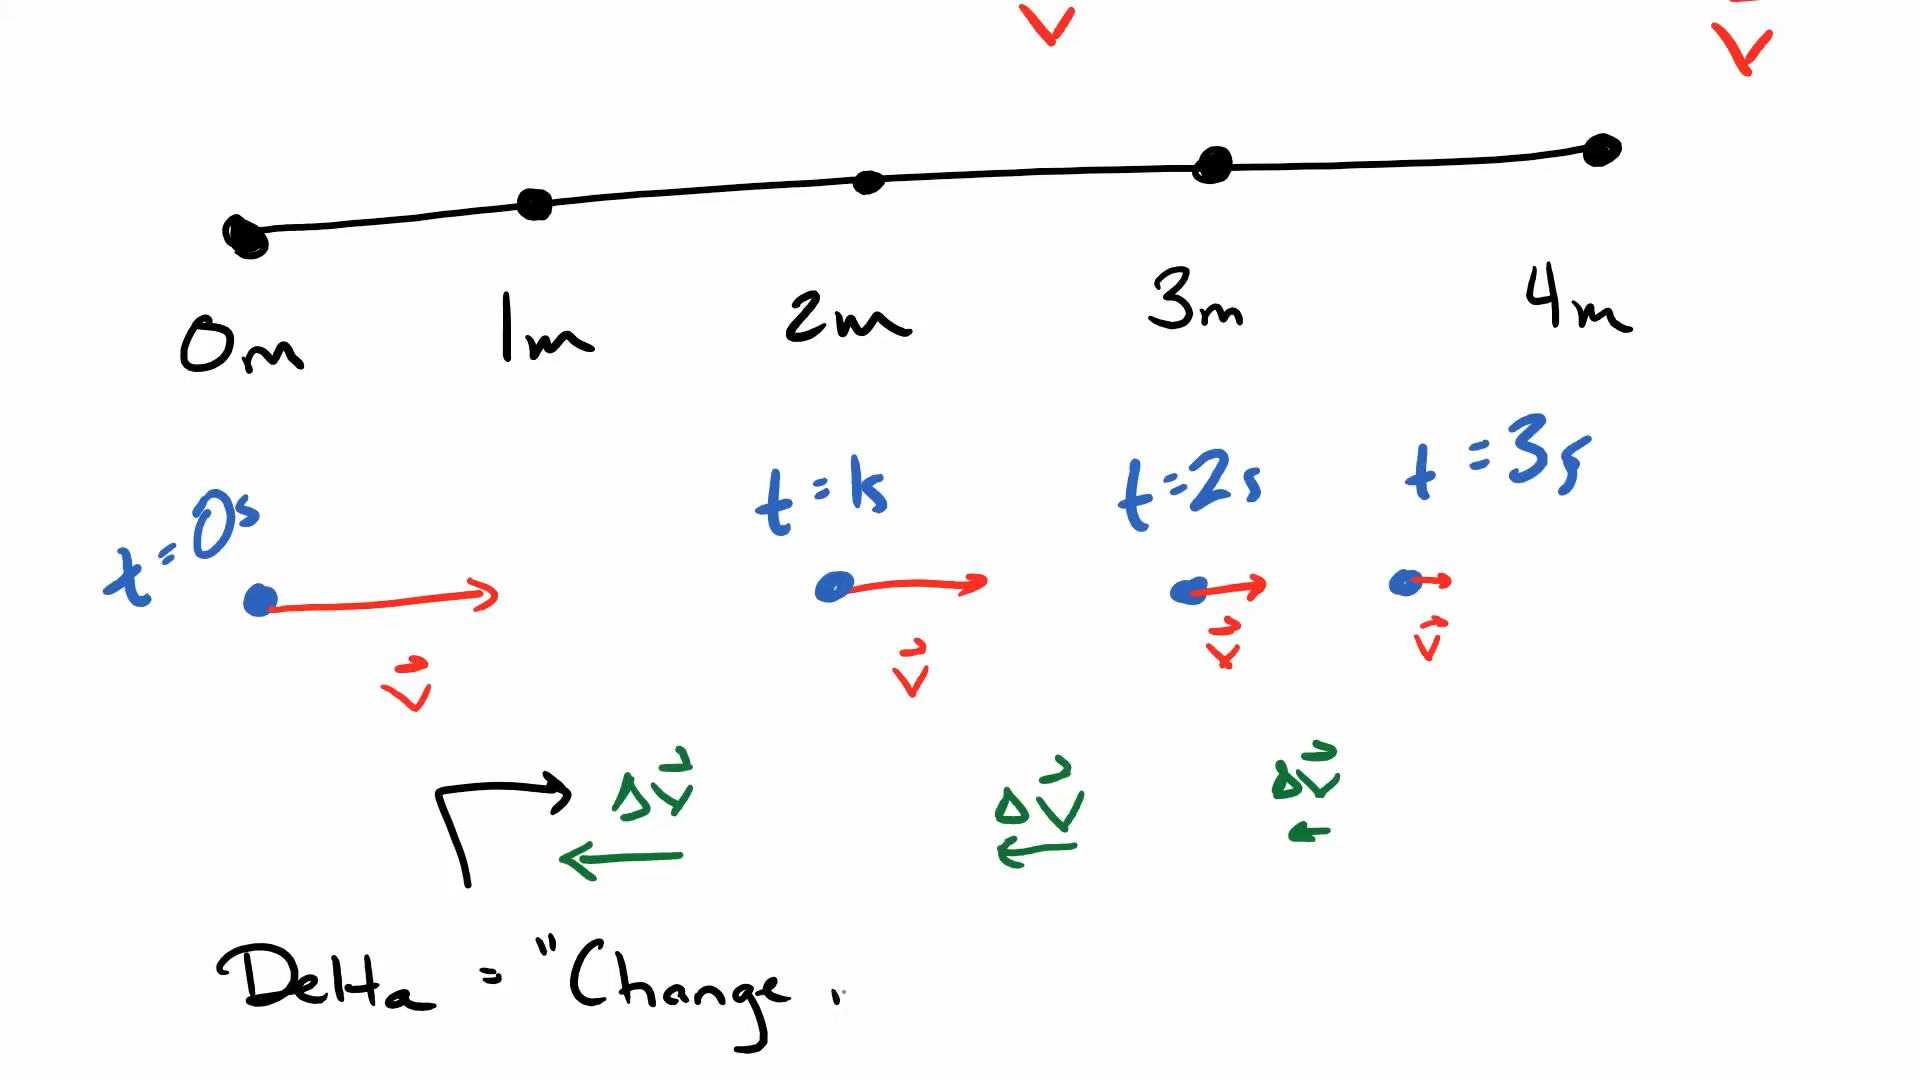 v⃗ v⃗
0m 1m 2m 3m 4m
t=0s t=1s t=2s t=3s
v⃗ v⃗ v⃗ v⃗
Δv⃗ Δv⃗ Δv⃗
Delta = "Change